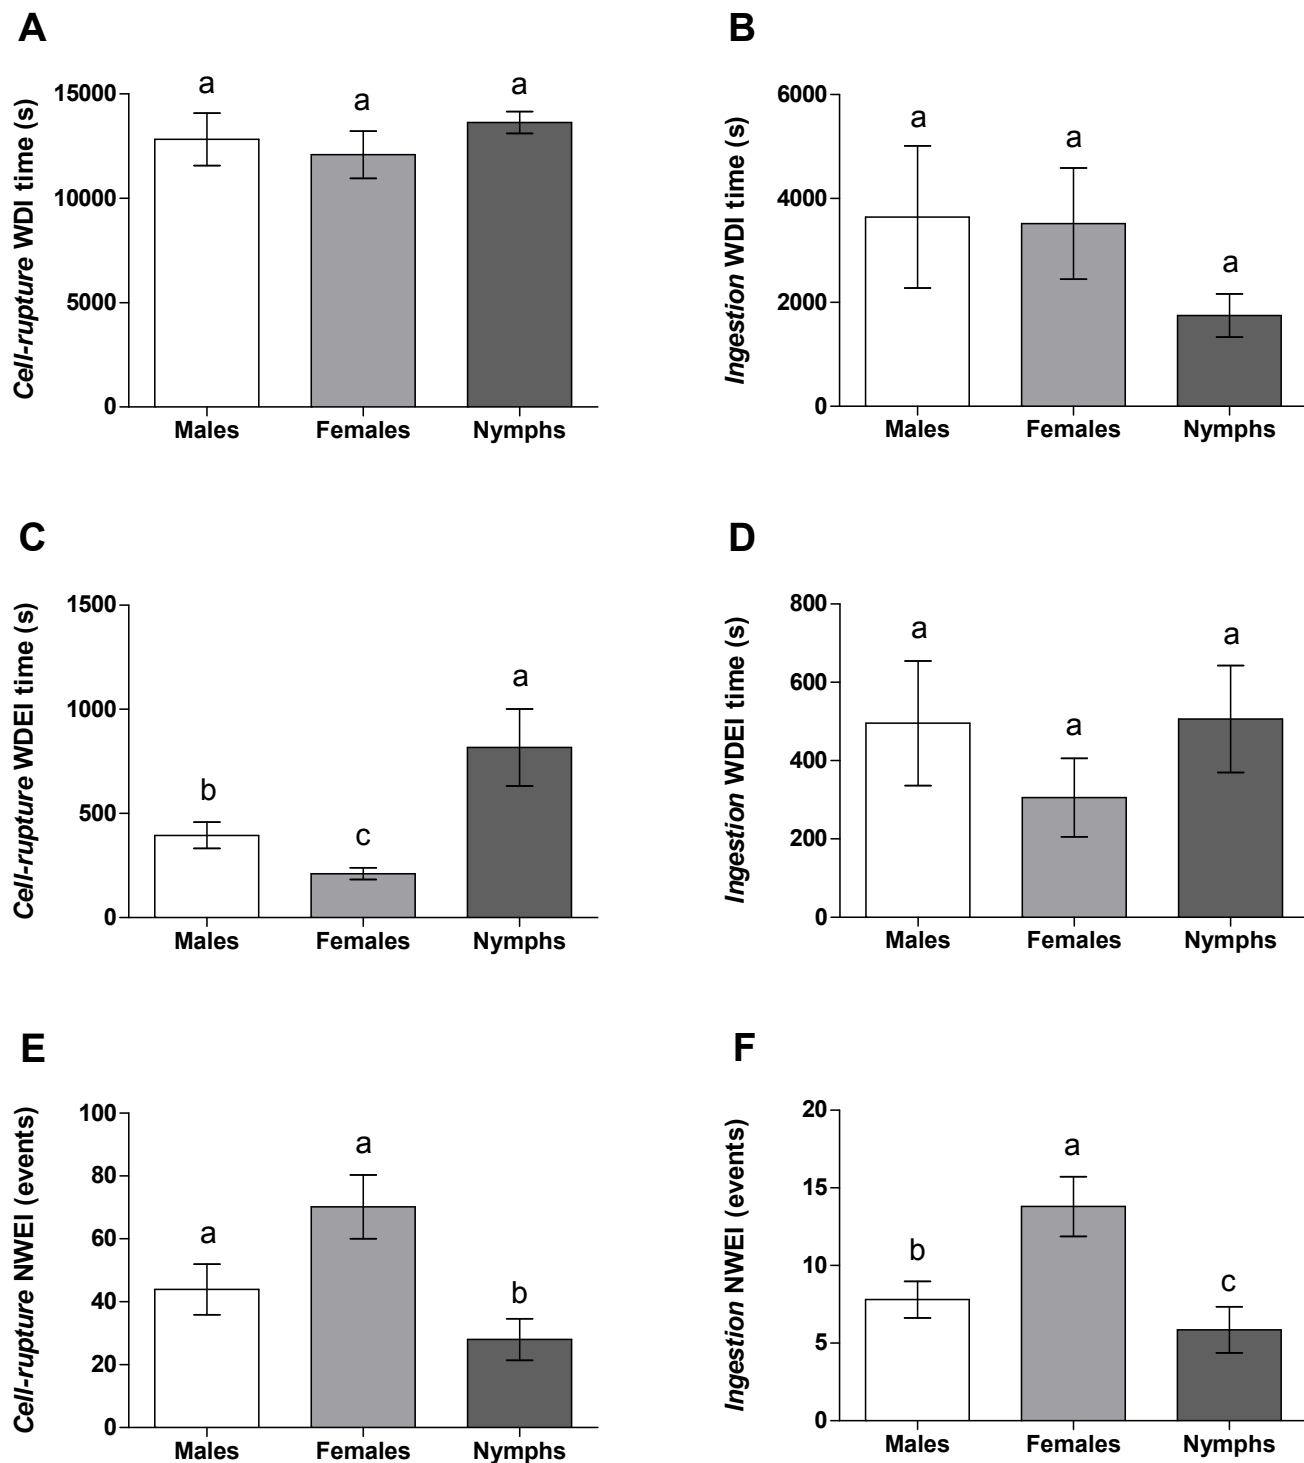 A
Cell-rupture WDI time (s)
15000
10000
5000
0
a
a
a
Males
Females
Nymphs
B
Ingestion WDI time (s)
6000
4000
2000
0
a
a
a
Males
Females
Nymphs
C
Cell-rupture WDEI time (s)
1500
1000
500
0
b
c
a
Males
Females
Nymphs
D
Ingestion WDEI time (s)
800
600
400
200
0
a
a
a
Males
Females
Nymphs
E
Cell-rupture NWEI (events)
100
80
60
40
20
0
a
a
b
Males
Females
Nymphs
F
Ingestion NWEI (events)
20
15
10
5
0
b
a
c
Males
Females
Nymphs